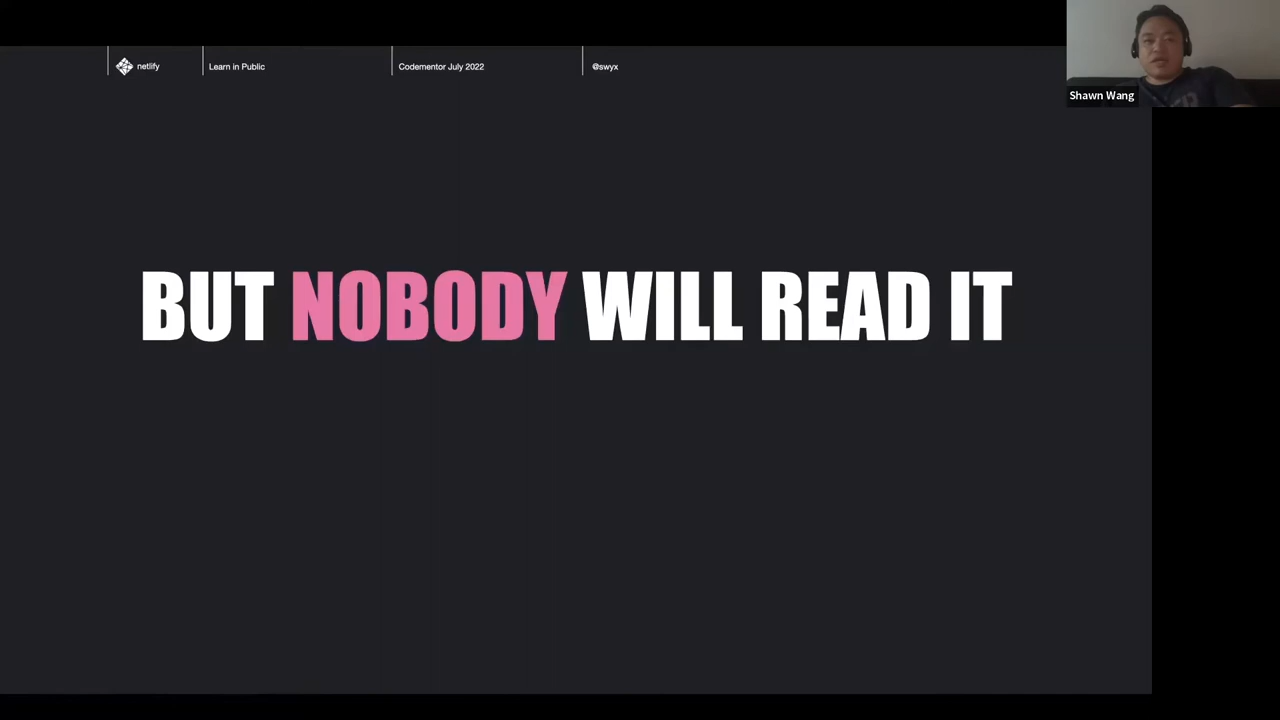 netlify
Learn in Public
Codementor July 2022
@swyx
Shawn Wang
BUT NOBODY WILL READ IT